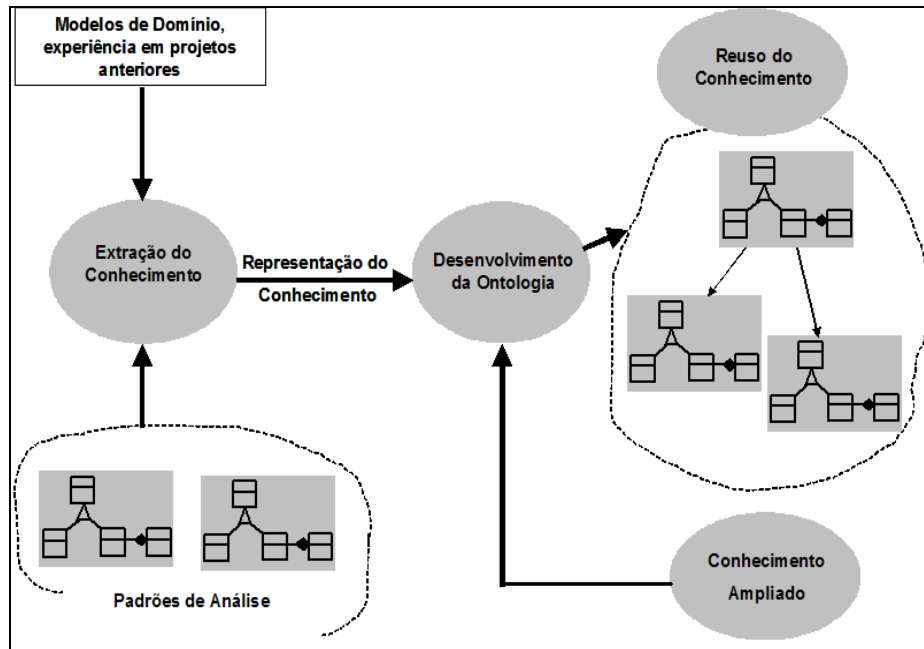 Modelos de Domínio,
experiência em projetos
anteriores
Reuso do
Conhecimento
Extração do
Conhecimento
Representação do
Conhecimento
Desenvolvimento
da Ontologia
Padrões de Análise
Conhecimento
Ampliado